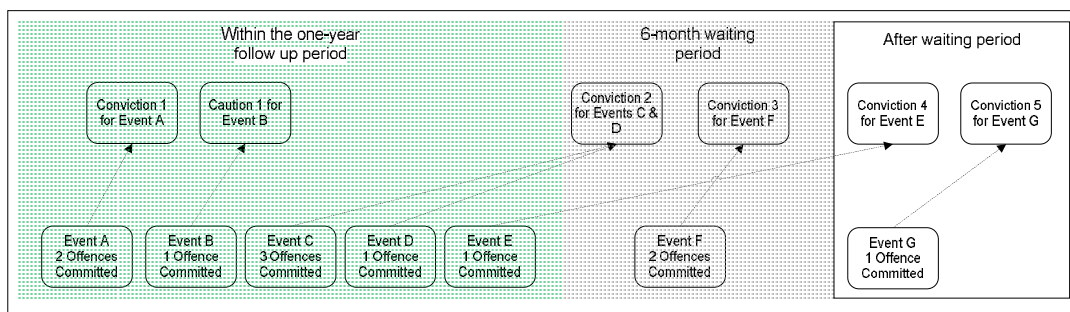 Within the one-year
follow up period
6-month waiting
period
After waiting period
Conviction 1
for Event A
Caution 1 for
Event B
Conviction 2
for Events C &
D
Conviction 3
for Event F
Conviction 4
for Event E
Conviction 5
for Event G
Event A
2 Offences
Committed
Event B
1 Offence
Committed
Event C
3 Offences
Committed
Event D
1 Offence
Committed
Event E
1 Offence
Committed
Event F
2 Offences
Committed
Event G
1 Offence
Committed